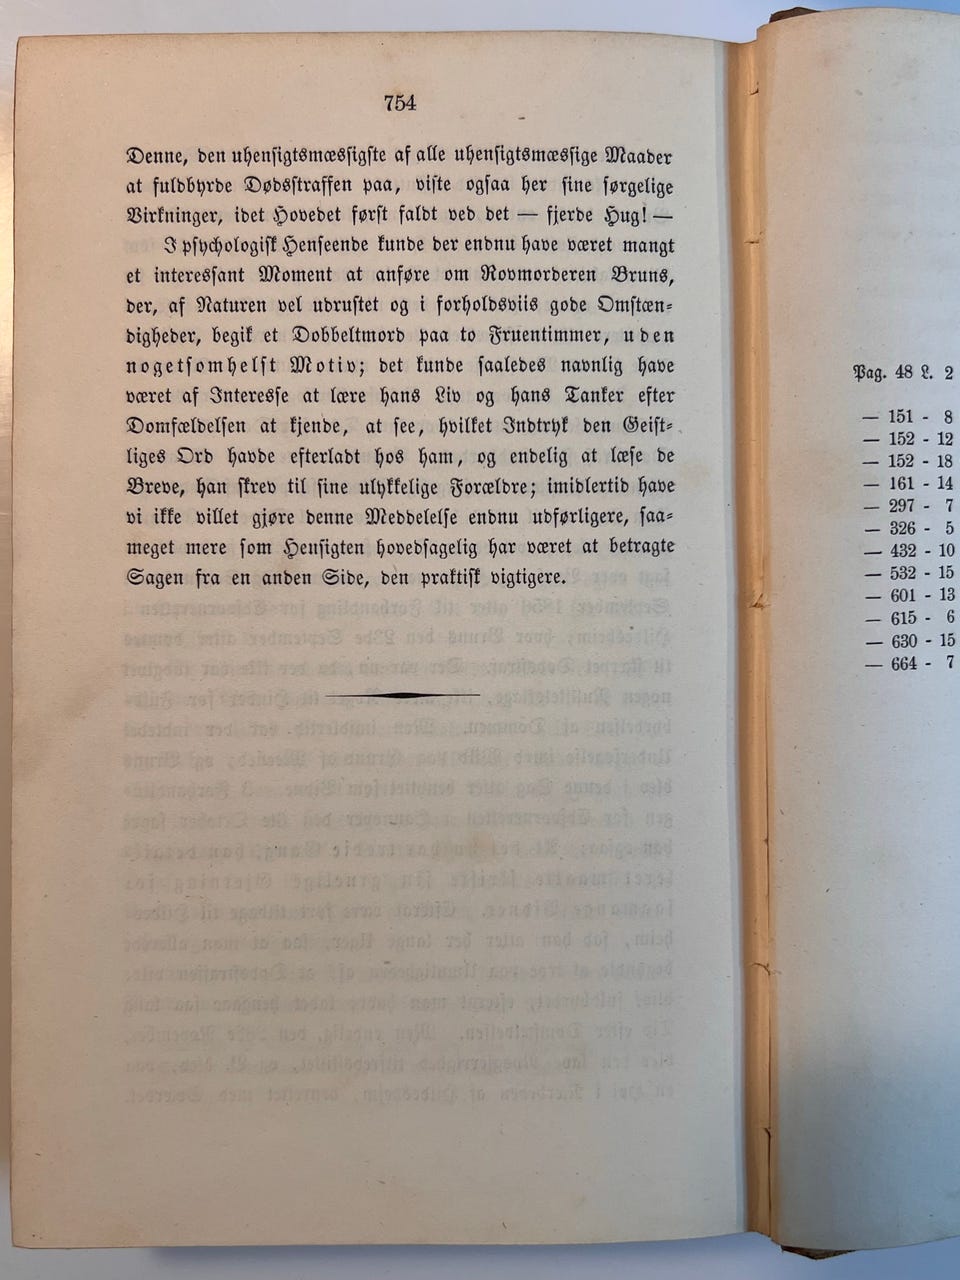 754
Denne, den uhensigtsmæssigste af alle uhensigtsmæssige Maader
at fuldbyrde Dødsstraffen paa, viste ogsaa her sine sørgelige
Virkninger, idet Hovedet først faldt ved det — fjerde Hug! —
I psychologisk Henseende kunde der endnu have været mangt
et interessant Moment at anføre om Rovmorderen Bruns,
der, af Naturen vel udrustet og i forholdsviis gode Omstæn-
digheder, begik et Dobbeltmord paa to Fruentimmer, uden
nogetsomhelst Motiv; det kunde saaledes navnlig have
været af Interesse at lære hans Liv og hans Tanker efter
Domfældelsen at kjende, at see, hvilket Indtryk den Geist-
liges Ord havde efterladt hos ham, og endelig at læse de
Breve, han skrev til sine ulykkelige Forældre; imidlertid have
vi ikke villet gjøre denne Meddelelse endnu udførligere, saa-
meget mere som Hensigten hovedsagelig har været at betragte
Sagen fra en anden Side, den praktisk vigtigere.
Pag. 48 L. 2
— 151 - 8
— 152 - 12
— 152 - 18
— 161 - 14
— 297 - 7
— 326 - 5
— 432 - 10
— 532 - 15
— 601 - 13
— 615 - 6
— 630 - 15
— 664 - 7